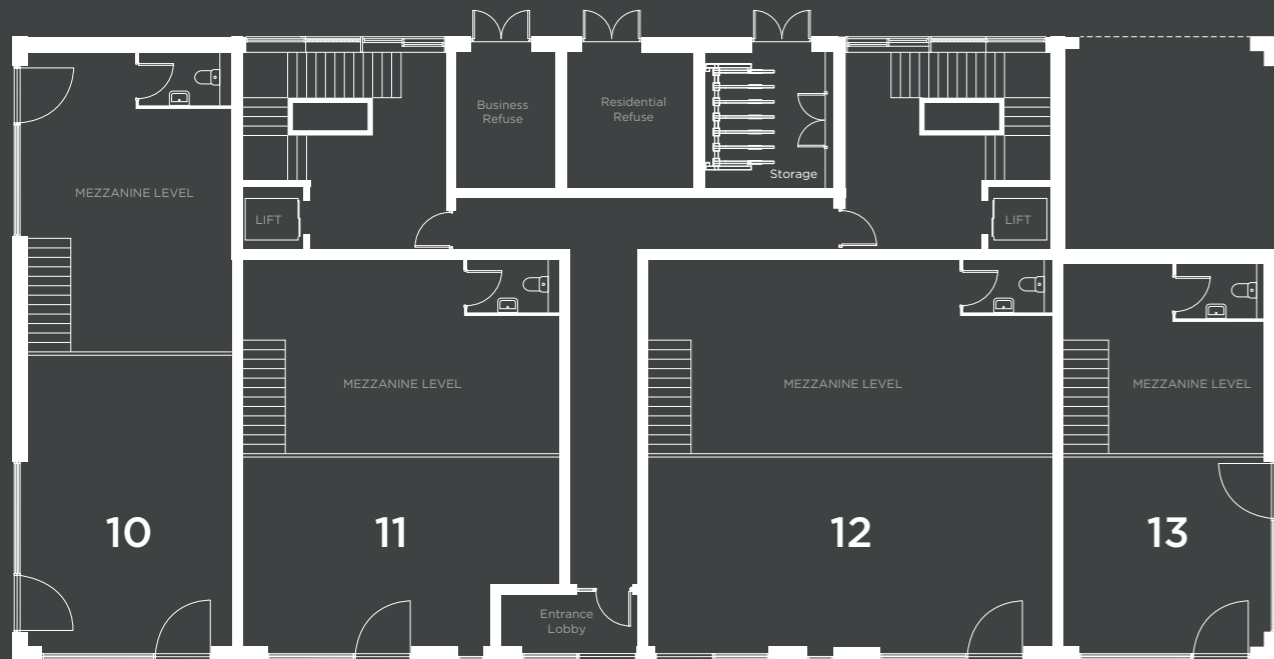 Business
Refuse
Residential
Refuse
Storage
MEZZANINE LEVEL
LIFT
LIFT
MEZZANINE LEVEL
MEZZANINE LEVEL
MEZZANINE LEVEL
10
11
12
13
Entrance
Lobby